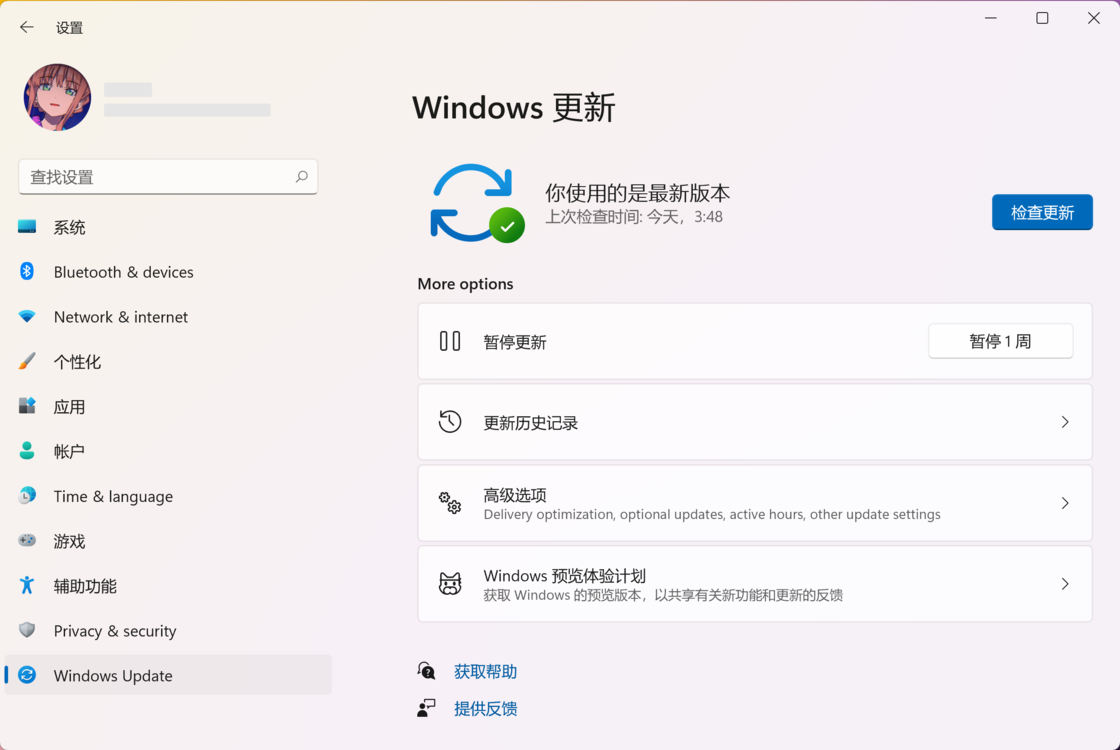 设置
查找设置
系统
Bluetooth & devices
Network & internet
个性化
应用
帐户
Time & language
游戏
辅助功能
Privacy & security
Windows Update
Windows 更新
你使用的是最新版本
上次检查时间: 今天，3:48
检查更新
More options
暂停更新
暂停 1 周
更新历史记录
高级选项
Delivery optimization, optional updates, active hours, other update settings
Windows 预览体验计划
获取 Windows 的预览版本，以共享有关新功能和更新的反馈
获取帮助
提供反馈